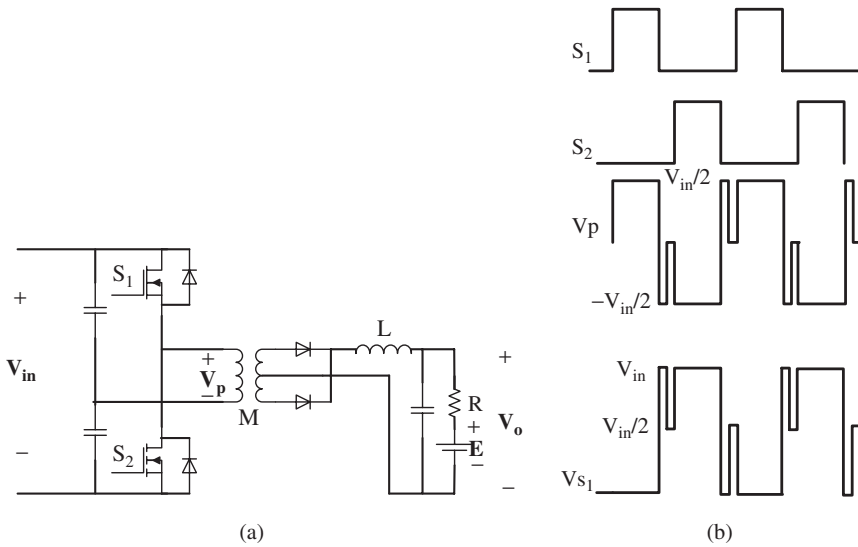 S1
S2
Vin/2
Vp
−Vin/2
Vin
Vin/2
Vs1
S1
+
Vin
−
+
Vp
−
M
L
S2
R
+
E
−
+
Vo
−
(a)
(b)